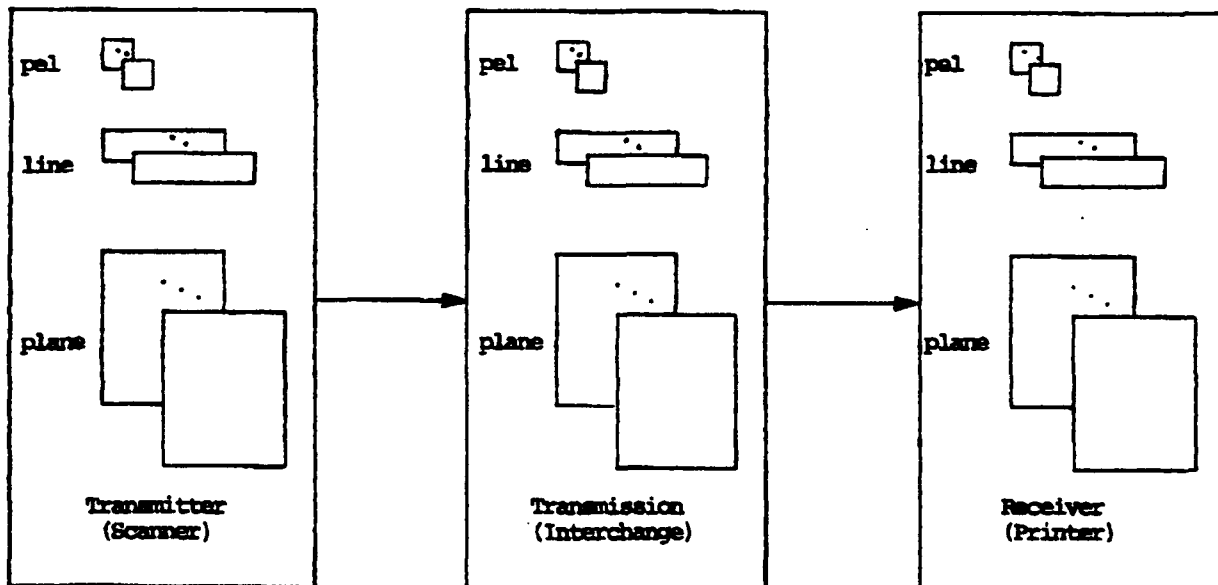 pel
line
plane
Transmitter
(Scanner)
pel
line
plane
Transmission
(Interchange)
pel
line
plane
Receiver
(Printer)